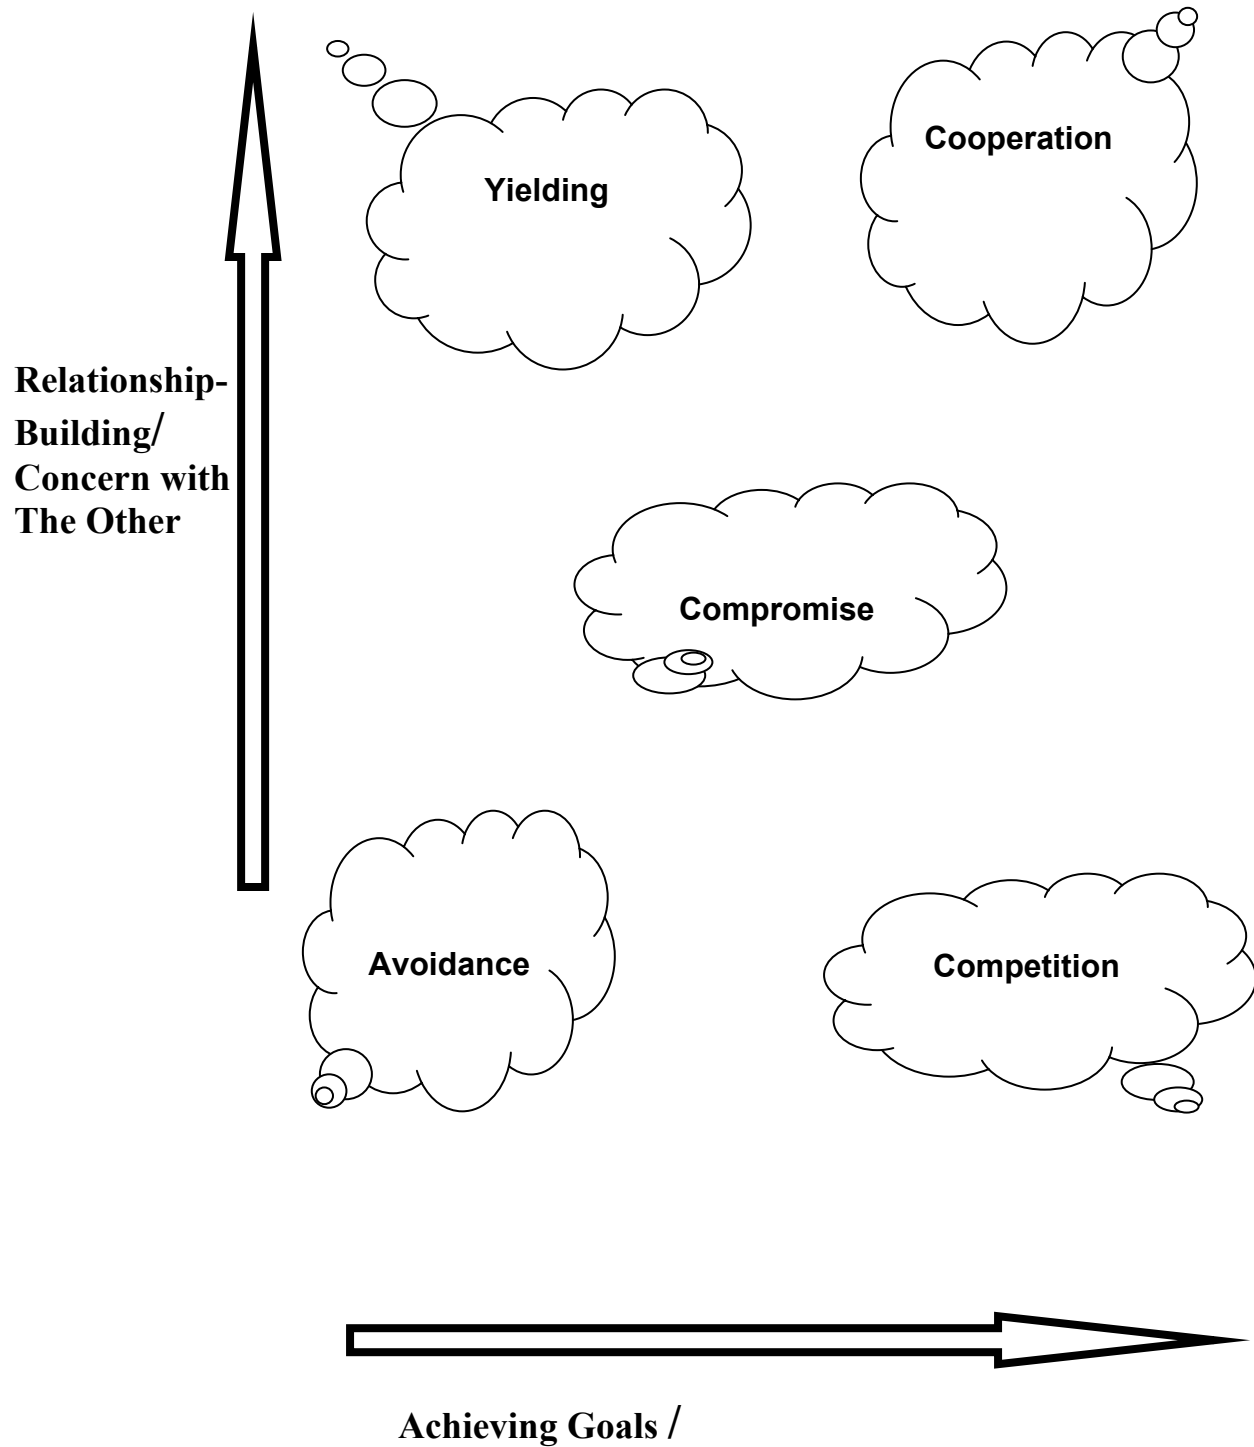 Cooperation
Yielding
Relationship-
Building/
Concern with
The Other
Compromise
Avoidance
Competition
Achieving Goals /